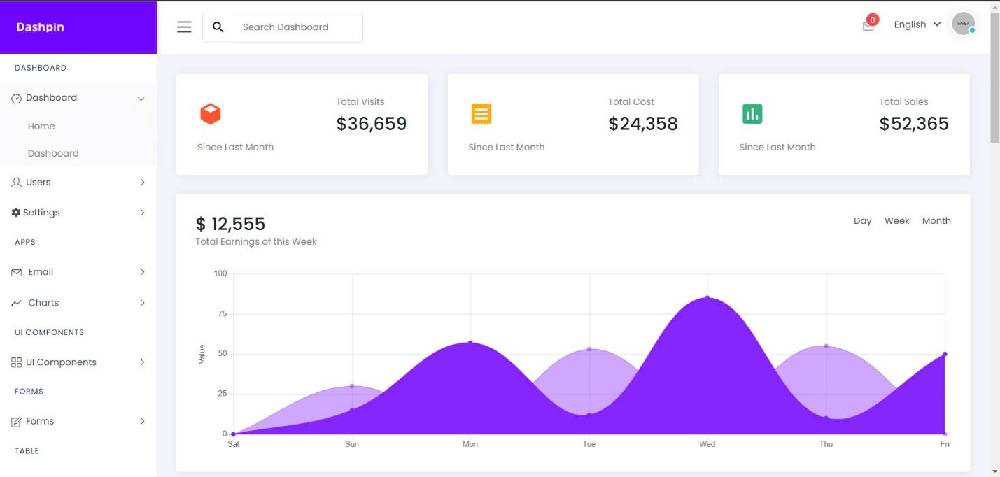 Dashpin
Search Dashboard
0
English
57x57
DASHBOARD
Dashboard
Home
Dashboard
Users
Settings
APPS
Email
Charts
UI COMPONENTS
UI Components
FORMS
Forms
TABLE
Total Visits
$36,659
Since Last Month
Total Cost
$24,358
Since Last Month
Total Sales
$52,365
Since Last Month
$ 12,555
Total Earnings of this Week
Day Week Month
100
75
50
25
0
Value
Sat Sun Mon Tue Wed Thu Fri